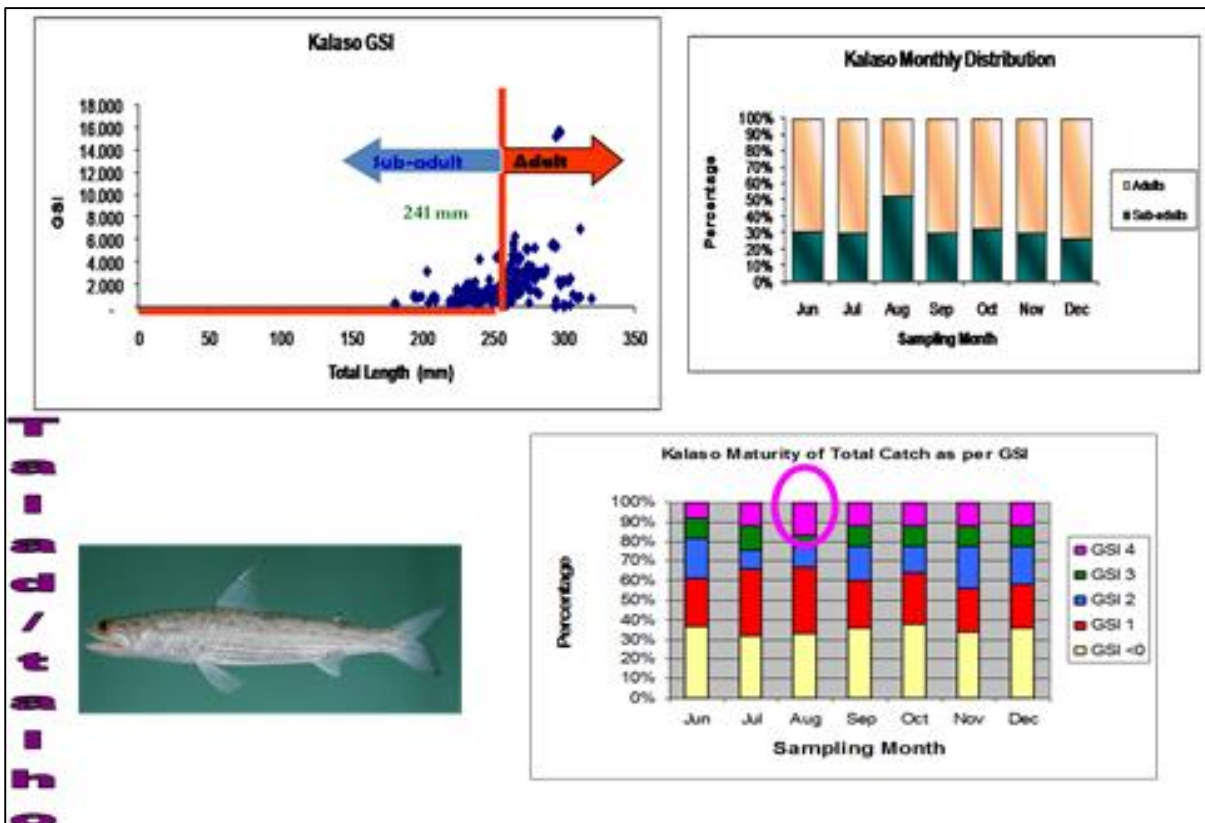 Kalaso GSI
18.000
16.000
14.000
12.000
10.000
8.000
6.000
4.000
2.000
-
GSI
Sub-adult
Adult
241 mm
0 50 100 150 200 250 300 350
Total Length (mm)
Kalaso Monthly Distribution
100%
90%
80%
70%
60%
50%
40%
30%
20%
10%
0%
Percentage
Jun Jul Aug Sep Oct Nov Dec
Sampling Month
Adults
Sub-adults
Talad/taiho
Kalaso Maturity of Total Catch as per GSI
100%
90%
80%
70%
60%
50%
40%
30%
20%
10%
0%
Percentage
Jun Jul Aug Sep Oct Nov Dec
Sampling Month
GSI 4
GSI 3
GSI 2
GSI 1
GSI <0